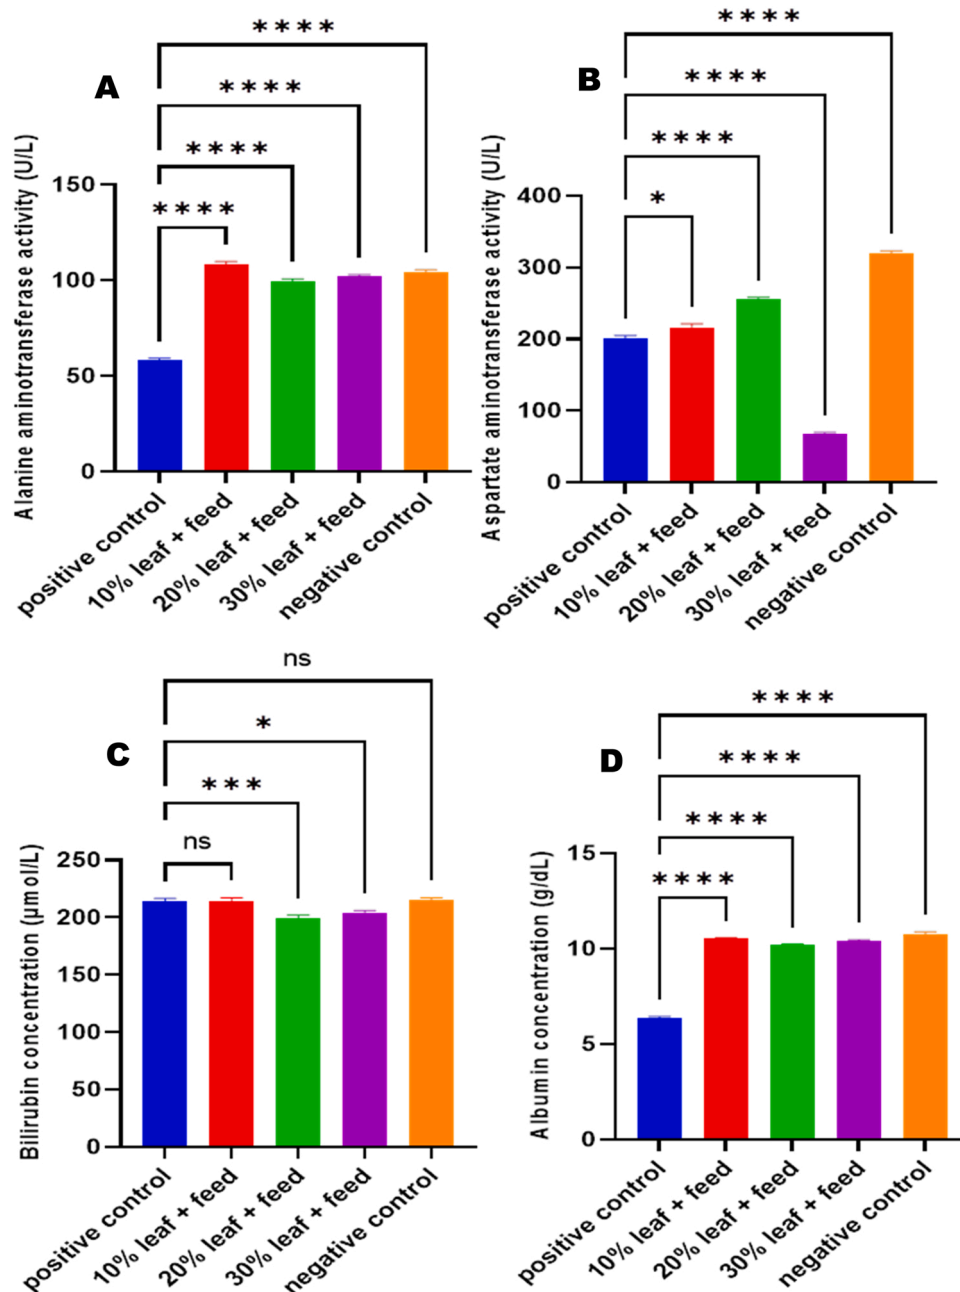 A
Alanine aminotransferase activity (U/L)
****
****
****
****
150
100
50
0
positive control
10% leaf + feed
20% leaf + feed
30% leaf + feed
negative control
B
Aspartate aminotransferase activity (U/L)
****
****
****
*
400
300
200
100
0
positive control
10% leaf + feed
20% leaf + feed
30% leaf + feed
negative control
C
Bilirubin concentration (µmol/L)
ns
*
***
ns
250
200
150
100
50
0
positive control
10% leaf + feed
20% leaf + feed
30% leaf + feed
negative control
D
Albumin concentration (g/dL)
****
****
****
****
15
10
5
0
positive control
10% leaf + feed
20% leaf + feed
30% leaf + feed
negative control